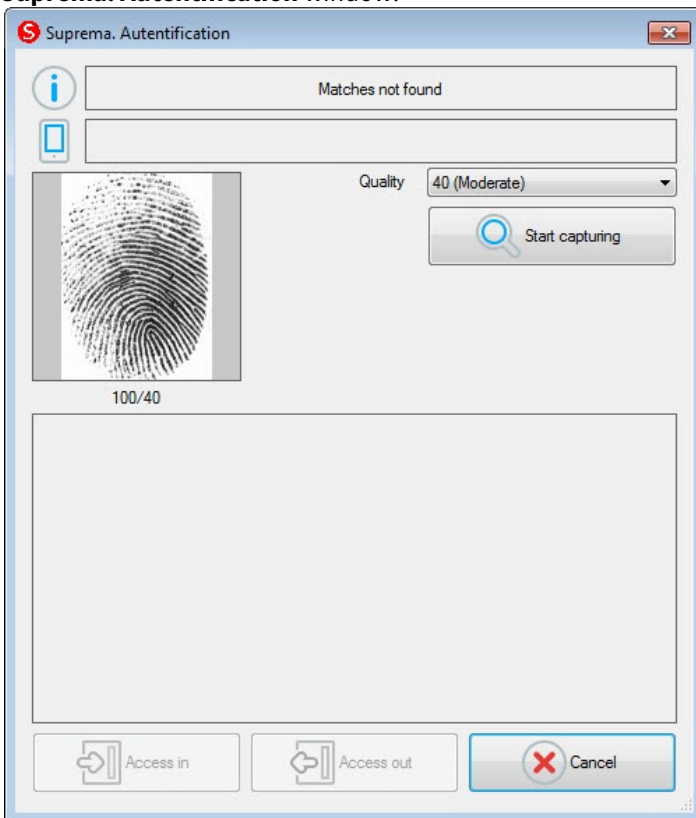 Suprema. Autentification window.
Suprema. Autentification
Matches not found
Quality 40 (Moderate)
Start capturing
100/40
Access in Access out Cancel